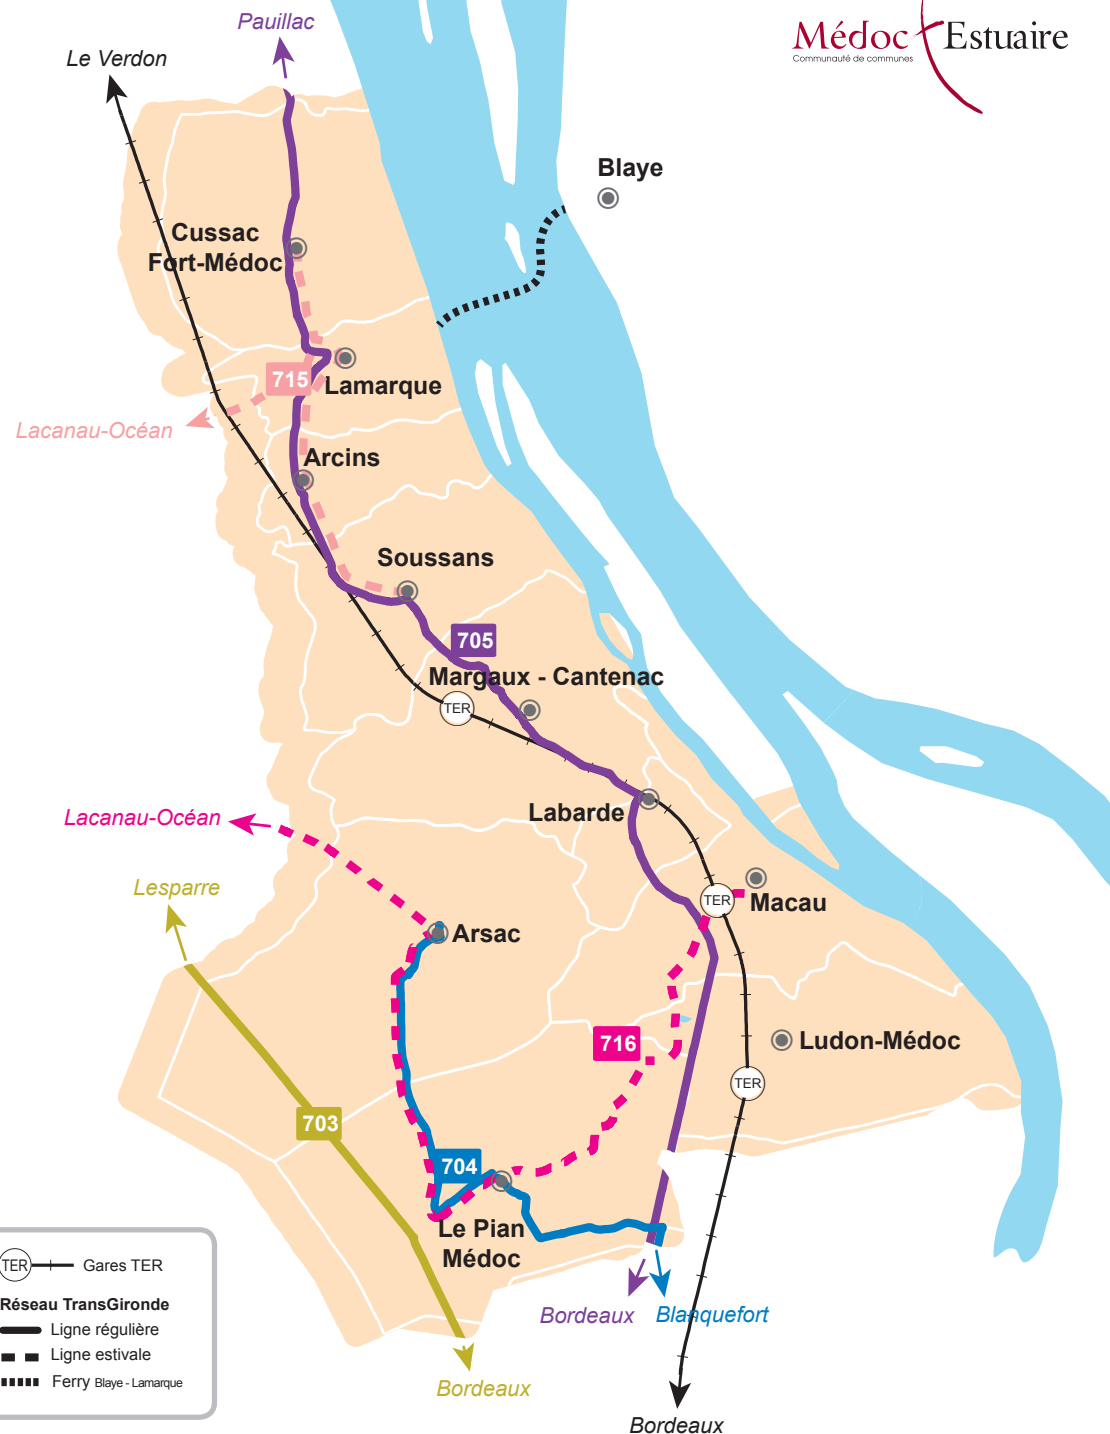 Pauillac
Médoc Estuaire
Communauté de communes
Le Verdon
Blaye
Cussac
Fort-Médoc
715
Lamarque
Lacanau-Océan
Arcins
Soussans
705
Margaux - Cantenac
TER
Labarde
Lacanau-Océan
Lesparre
TER
Macau
Arsac
716
Ludon-Médoc
TER
703
704
Le Pian
Médoc
TER Gares TER
Réseau TransGironde
Ligne régulière
Ligne estivale
Ferry Blaye - Lamarque
Bordeaux
Blanquefort
Bordeaux
Bordeaux